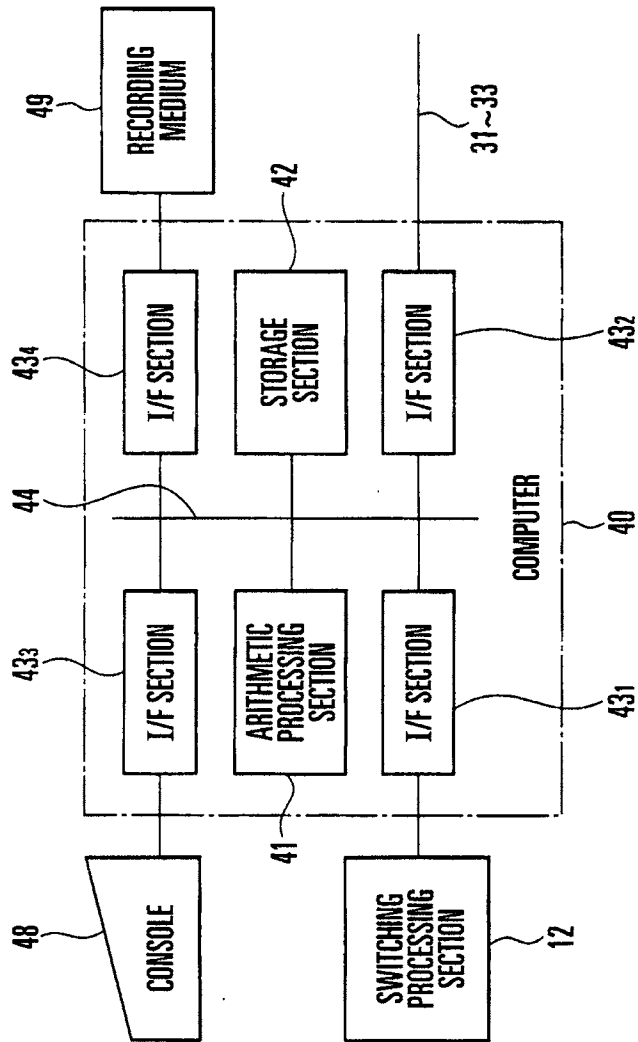 48
CONSOLE
433
I/F SECTION
44
434
I/F SECTION
49
RECORDING
MEDIUM
41
ARITHMETIC
PROCESSING
SECTION
STORAGE
SECTION
42
12
SWITCHING
PROCESSING
SECTION
I/F SECTION
431
I/F SECTION
432
31~33
COMPUTER
40